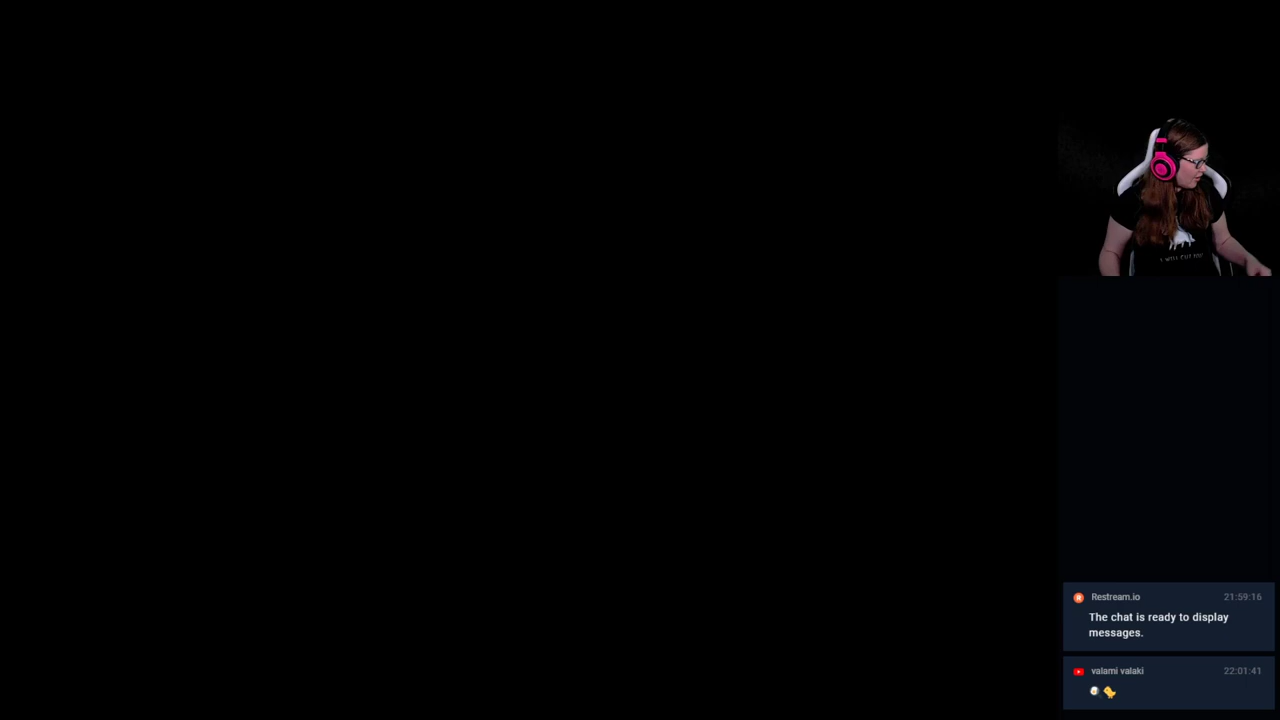 Restream.io 21:59:16
The chat is ready to display
messages.
valami valaki 22:01:41